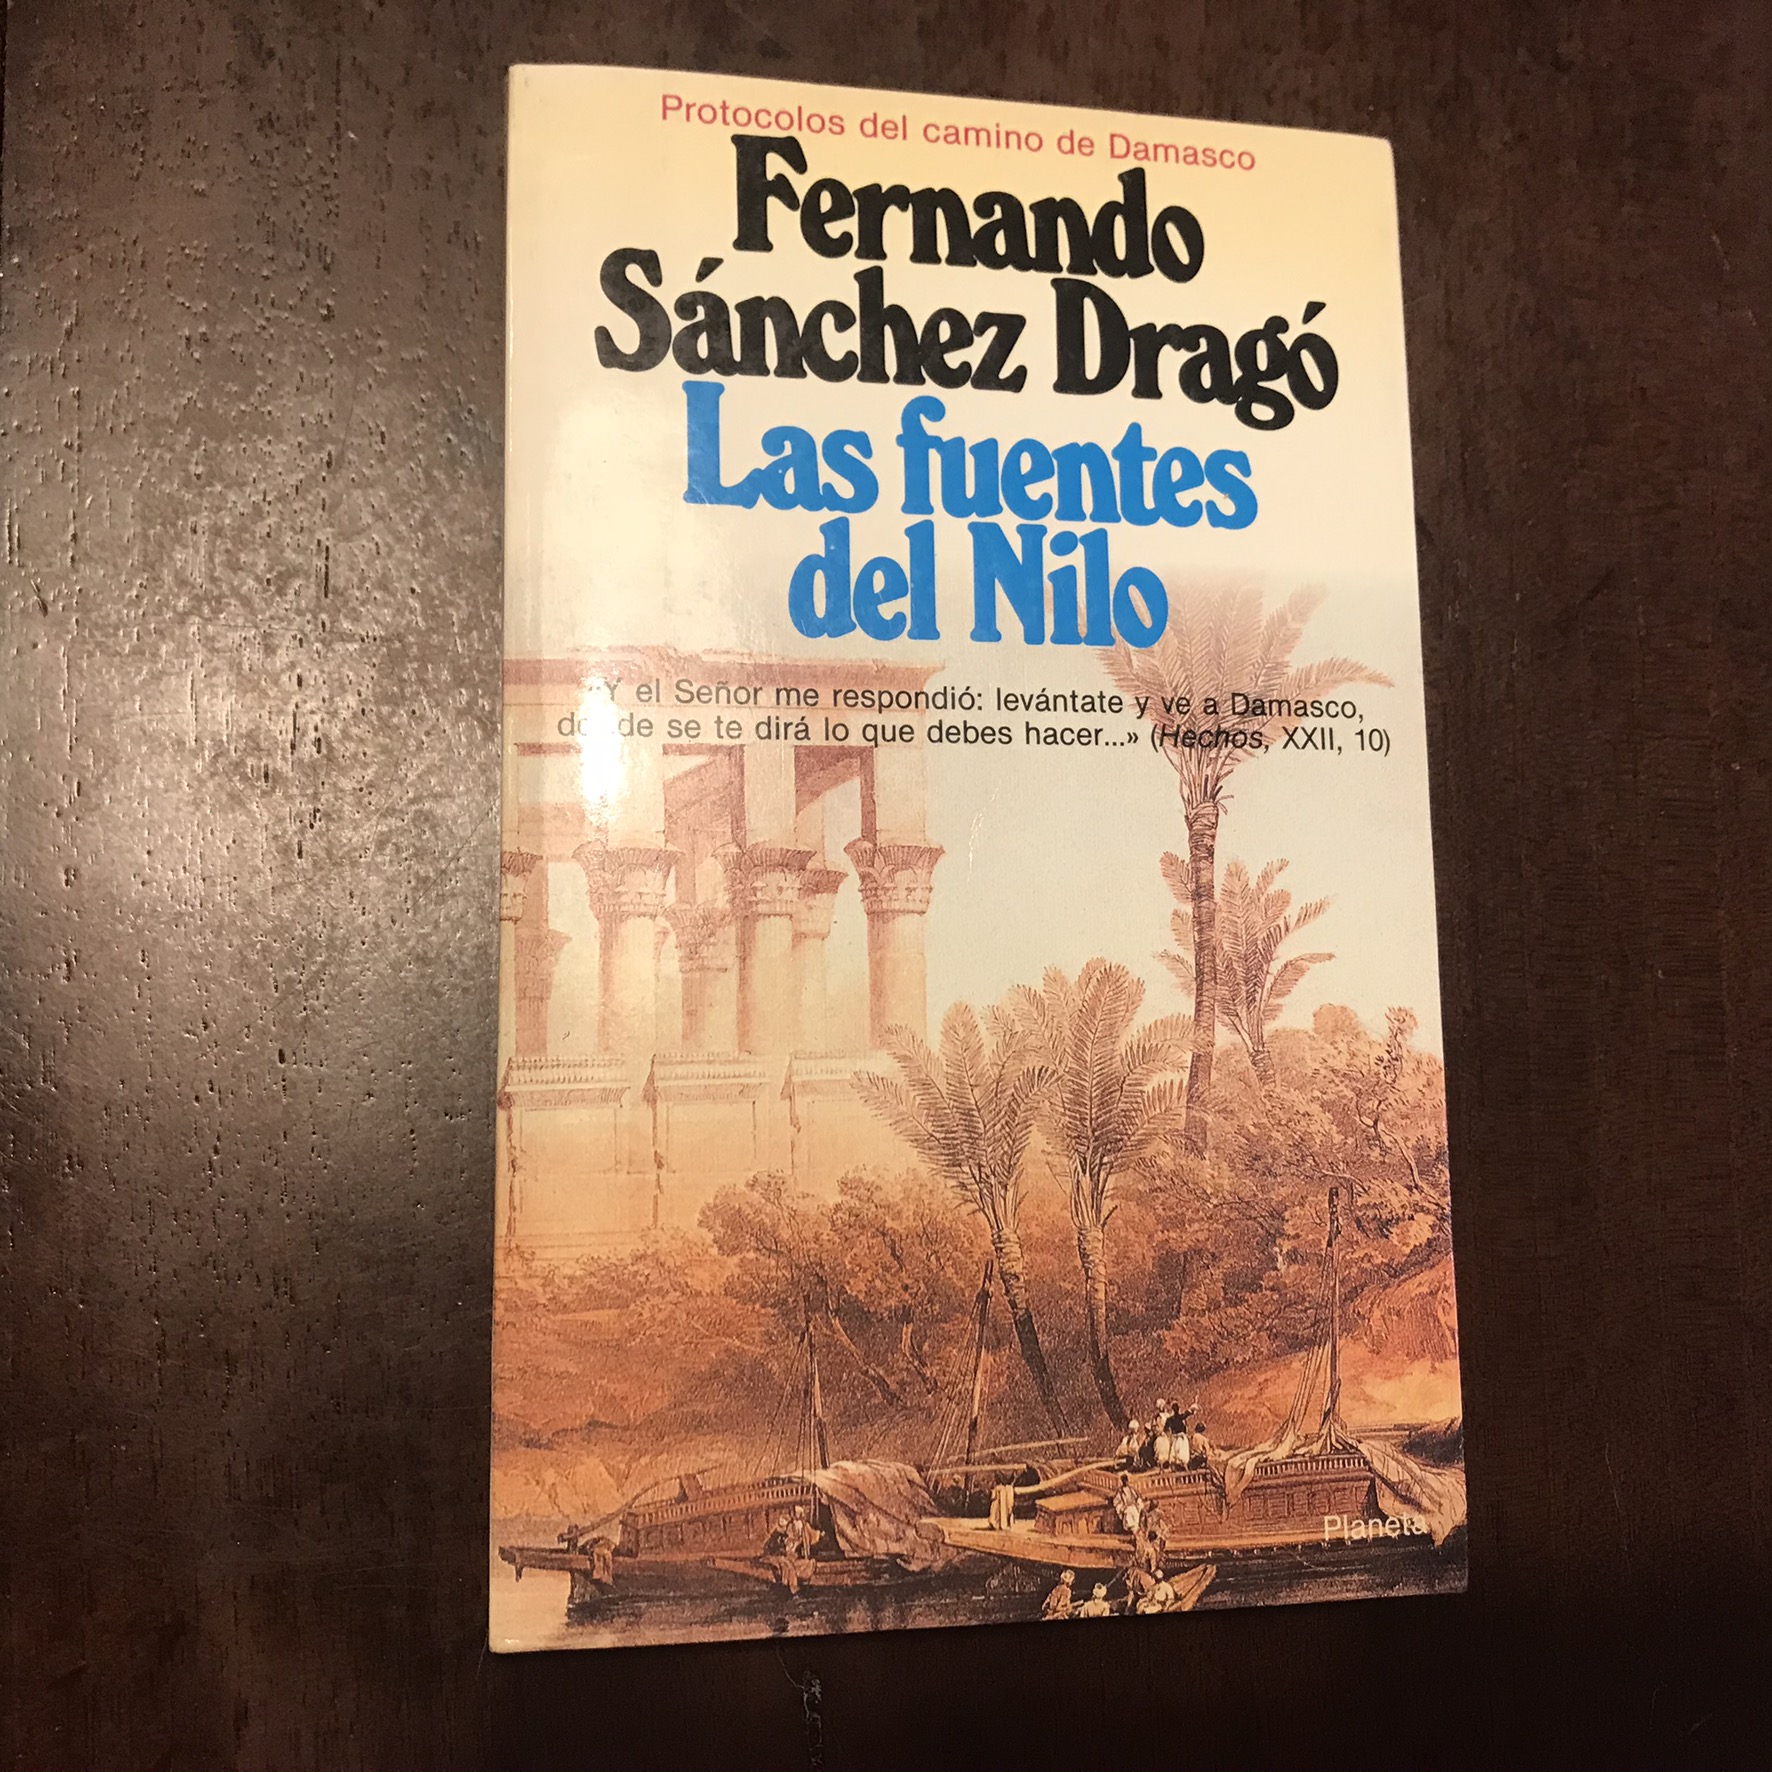 Protocolos del camino de Damasco
Fernando
Sánchez Dragó
Las fuentes
del Nilo
«Y el Señor me respondió: levántate y ve a Damasco,
donde se te dirá lo que debes hacer...» (Hechos, XXII, 10)
Planeta